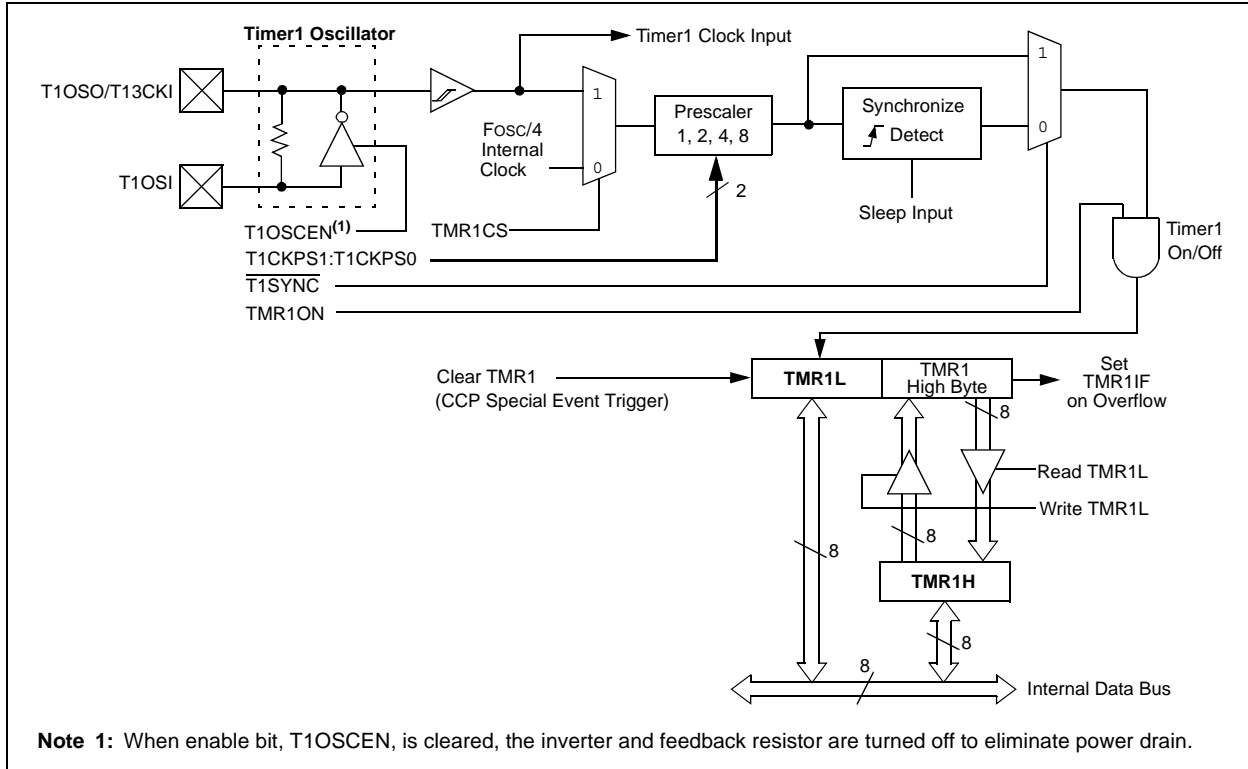 Timer1 Oscillator
T1OSO/T13CKI
T1OSI
Timer1 Clock Input
1
FOSC/4
Internal
Clock
0
Prescaler
1, 2, 4, 8
2
Synchronize
Detect
Sleep Input
1
0
T1OSCEN(1)
TMR1CS
T1CKPS1:T1CKPS0
T1SYNC
TMR1ON
Timer1
On/Off
Clear TMR1
(CCP Special Event Trigger)
TMR1L
TMR1
High Byte
Set
TMR1IF
on Overflow
8
Read TMR1L
Write TMR1L
8
8
TMR1H
8
8
Internal Data Bus
Note 1: When enable bit, T1OSCEN, is cleared, the inverter and feedback resistor are turned off to eliminate power drain.